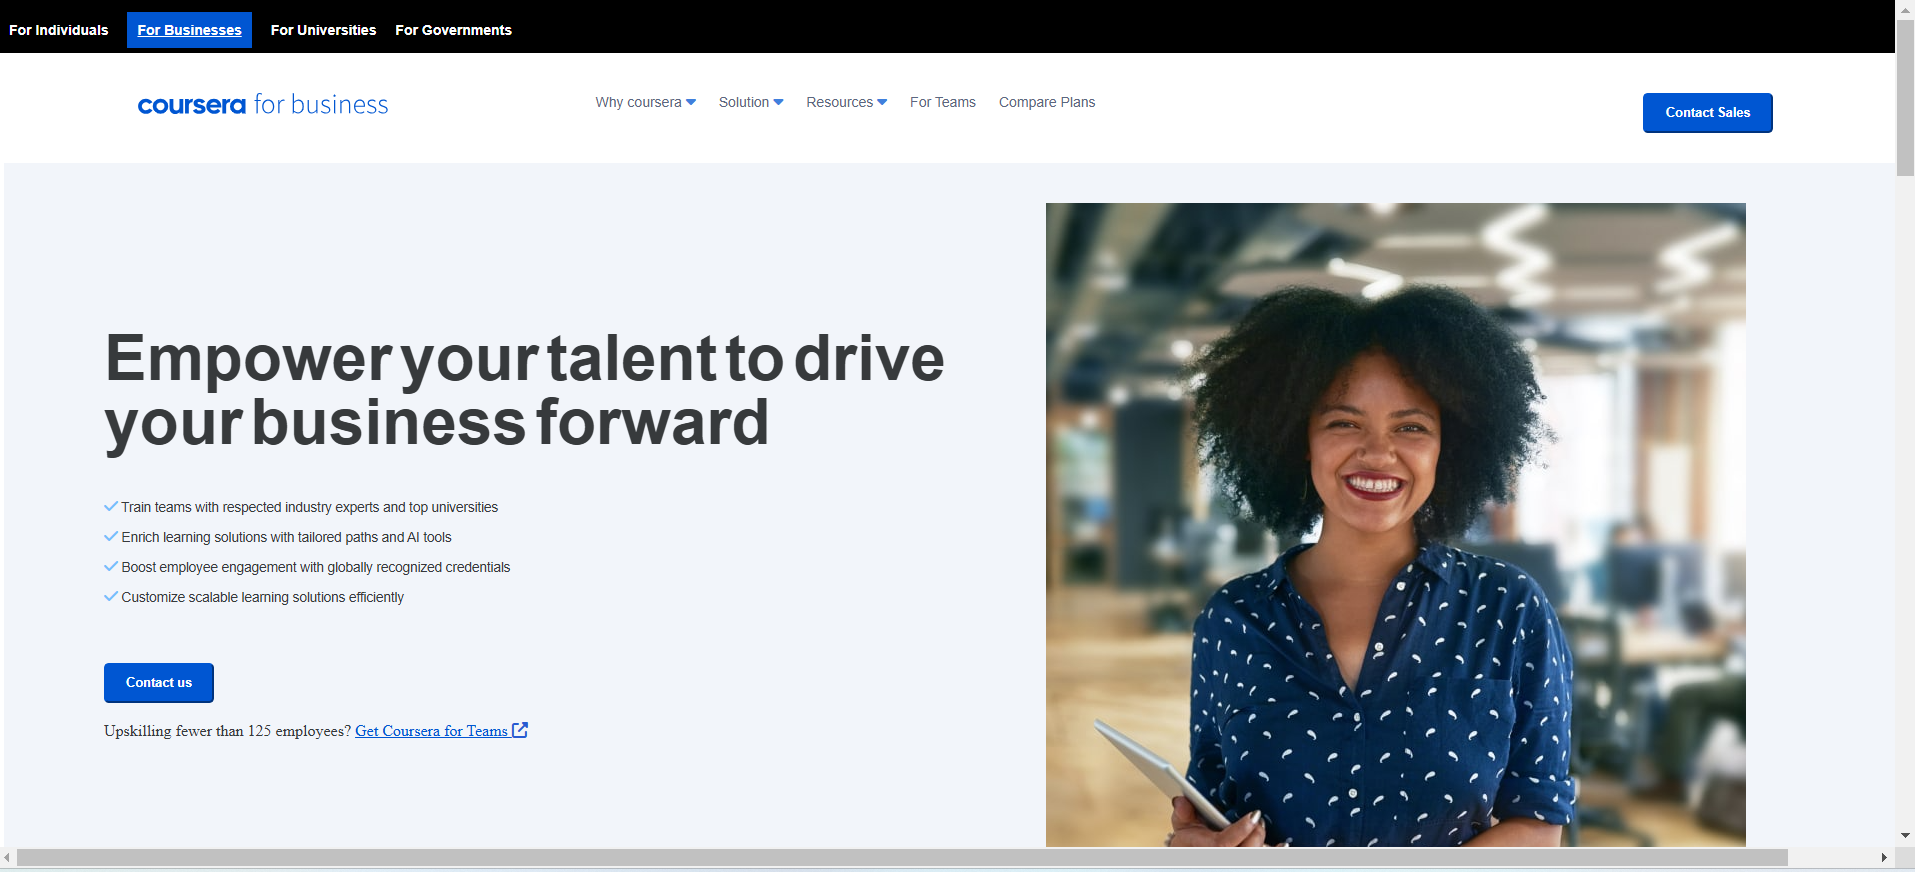 For Individuals For Businesses For Universities For Governments
coursera for business
Why coursera Solution Resources For Teams Compare Plans
Contact Sales
Empower your talent to drive
your business forward
Train teams with respected industry experts and top universities
Enrich learning solutions with tailored paths and AI tools
Boost employee engagement with globally recognized credentials
Customize scalable learning solutions efficiently
Contact us
Upskilling fewer than 125 employees? Get Coursera for Teams